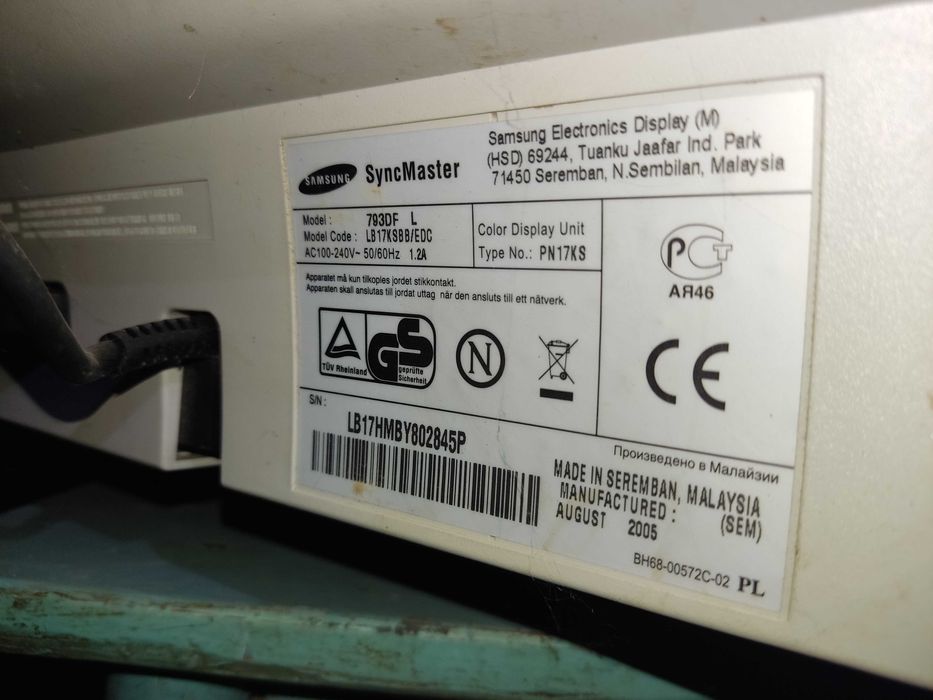 SAMSUNG SyncMaster
Samsung Electronics Display (M)
(HSD) 69244, Tuanku Jaafar Ind. Park
71450 Seremban, N.Sembilan, Malaysia
Model : 793DF L
Model Code : LB17KSBB/EDC
AC100-240V~ 50/60Hz 1.2A
Color Display Unit
Type No.: PN17KS
PCT
АЯ46
Apparatet må kun tilkoples jordet stikkontakt.
Apparaten skall anslutas till jordat uttag när den ansluts till ett nätverk.
TÜV Rheinland
GS
geprüfte
Sicherheit
N
CE
S/N :
LB17HMBY802845P
Произведено в Малайзии
MADE IN SEREMBAN, MALAYSIA
MANUFACTURED : (SEM)
AUGUST 2005
BH68-00572C-02 PL